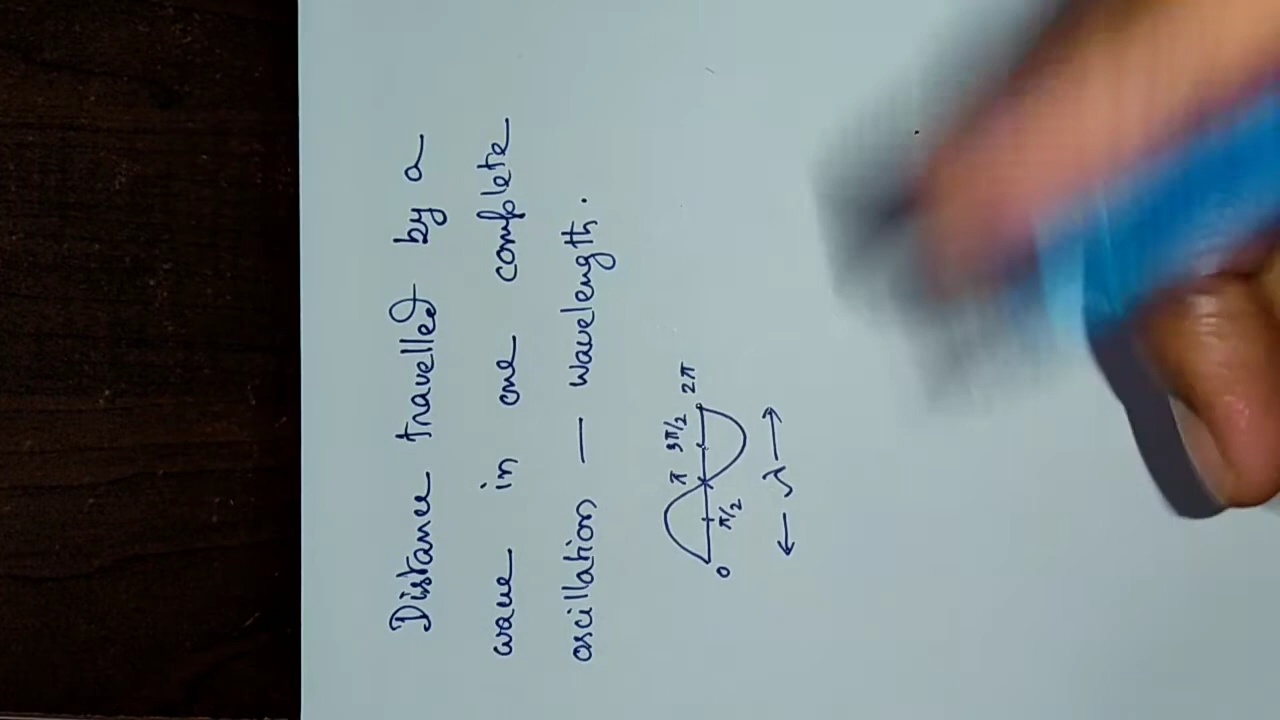 Distance travelled by a
wave in one complete
oscillation — wavelength.
0 π/2 π 3π/2 2π
← λ →